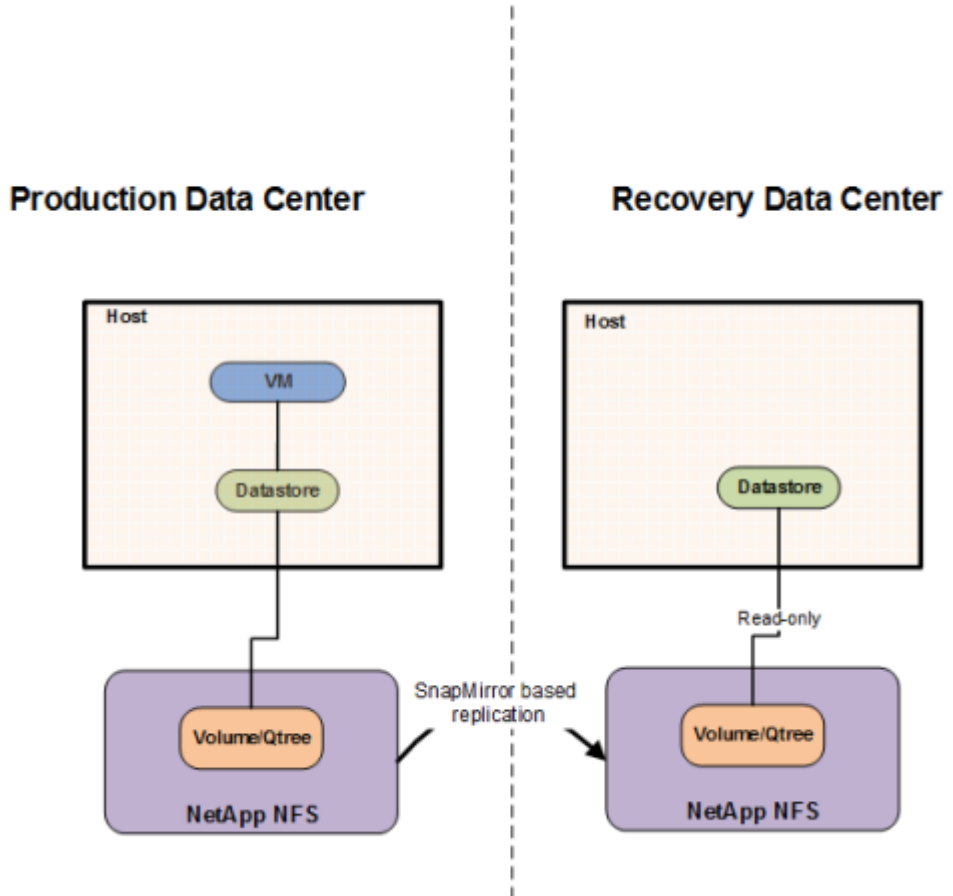 Production Data Center
Host
VM
Datastore
Volume/Qtree
NetApp NFS
SnapMirror based
replication
Recovery Data Center
Host
Datastore
Read-only
Volume/Qtree
NetApp NFS